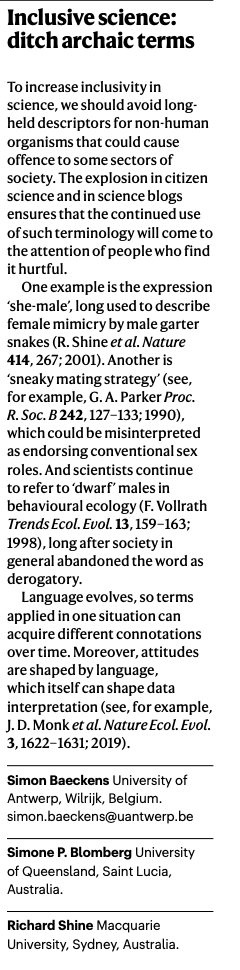 Inclusive science:
ditch archaic terms
To increase inclusivity in
science, we should avoid long-
held descriptors for non-human
organisms that could cause
offence to some sectors of
society. The explosion in citizen
science and in science blogs
ensures that the continued use
of such terminology will come to
the attention of people who find
it hurtful.
One example is the expression
‘she-male’, long used to describe
female mimicry by male garter
snakes (R. Shine et al. Nature
414, 267; 2001). Another is
‘sneaky mating strategy’ (see,
for example, G. A. Parker Proc.
R. Soc. B 242, 127–133; 1990),
which could be misinterpreted
as endorsing conventional sex
roles. And scientists continue
to refer to ‘dwarf’ males in
behavioural ecology (F. Vollrath
Trends Ecol. Evol. 13, 159–163;
1998), long after society in
general abandoned the word as
derogatory.
Language evolves, so terms
applied in one situation can
acquire different connotations
over time. Moreover, attitudes
are shaped by language,
which itself can shape data
interpretation (see, for example,
J. D. Monk et al. Nature Ecol. Evol.
3, 1622–1631; 2019).
Simon Baeckens University of
Antwerp, Wilrijk, Belgium.
simon.baeckens@uantwerp.be
Simone P. Blomberg University
of Queensland, Saint Lucia,
Australia.
Richard Shine Macquarie
University, Sydney, Australia.